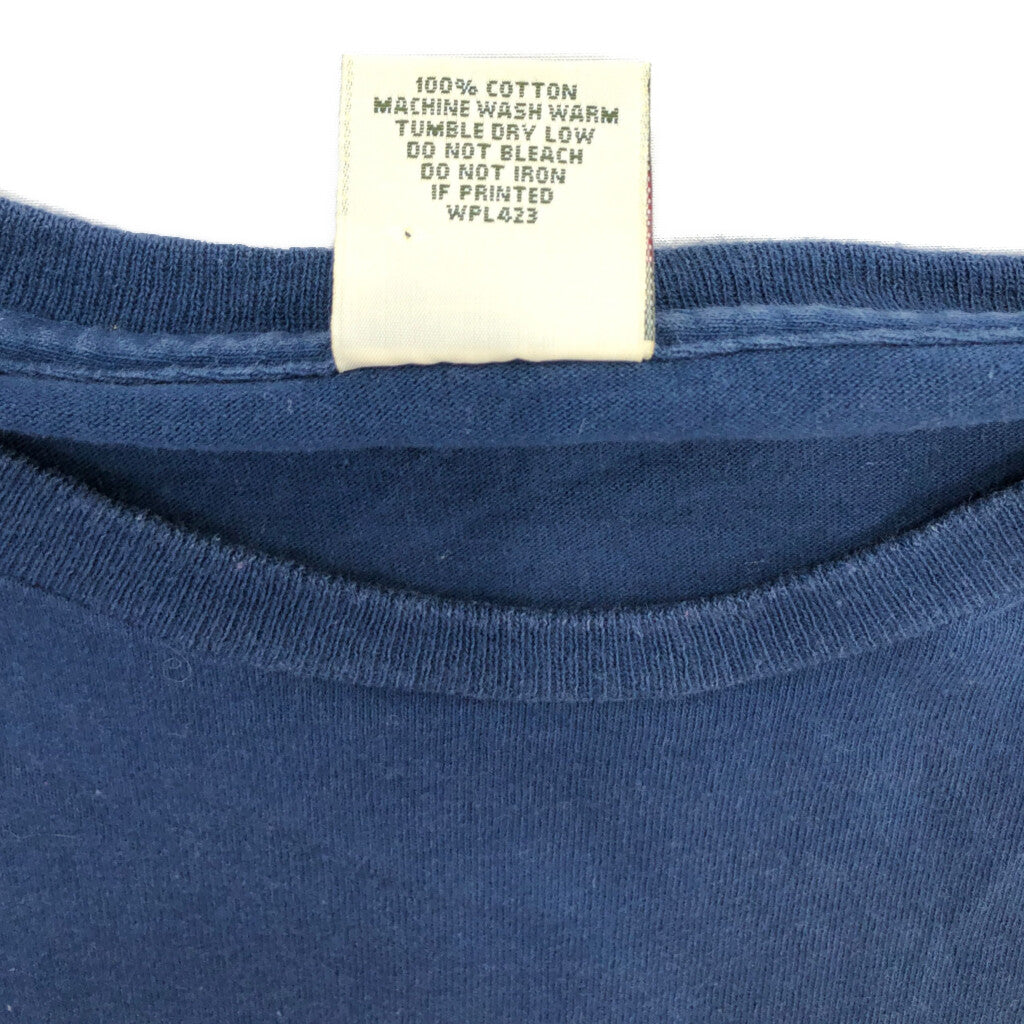 100% COTTON
MACHINE WASH WARM
TUMBLE DRY LOW
DO NOT BLEACH
DO NOT IRON
IF PRINTED
WPL423